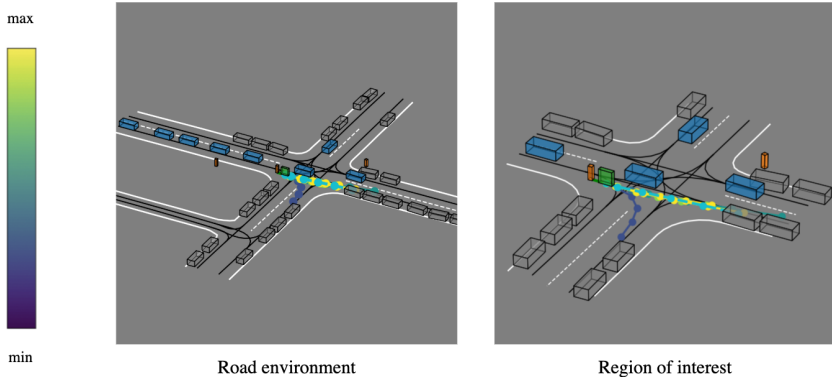 max
min
Road environment
Region of interest